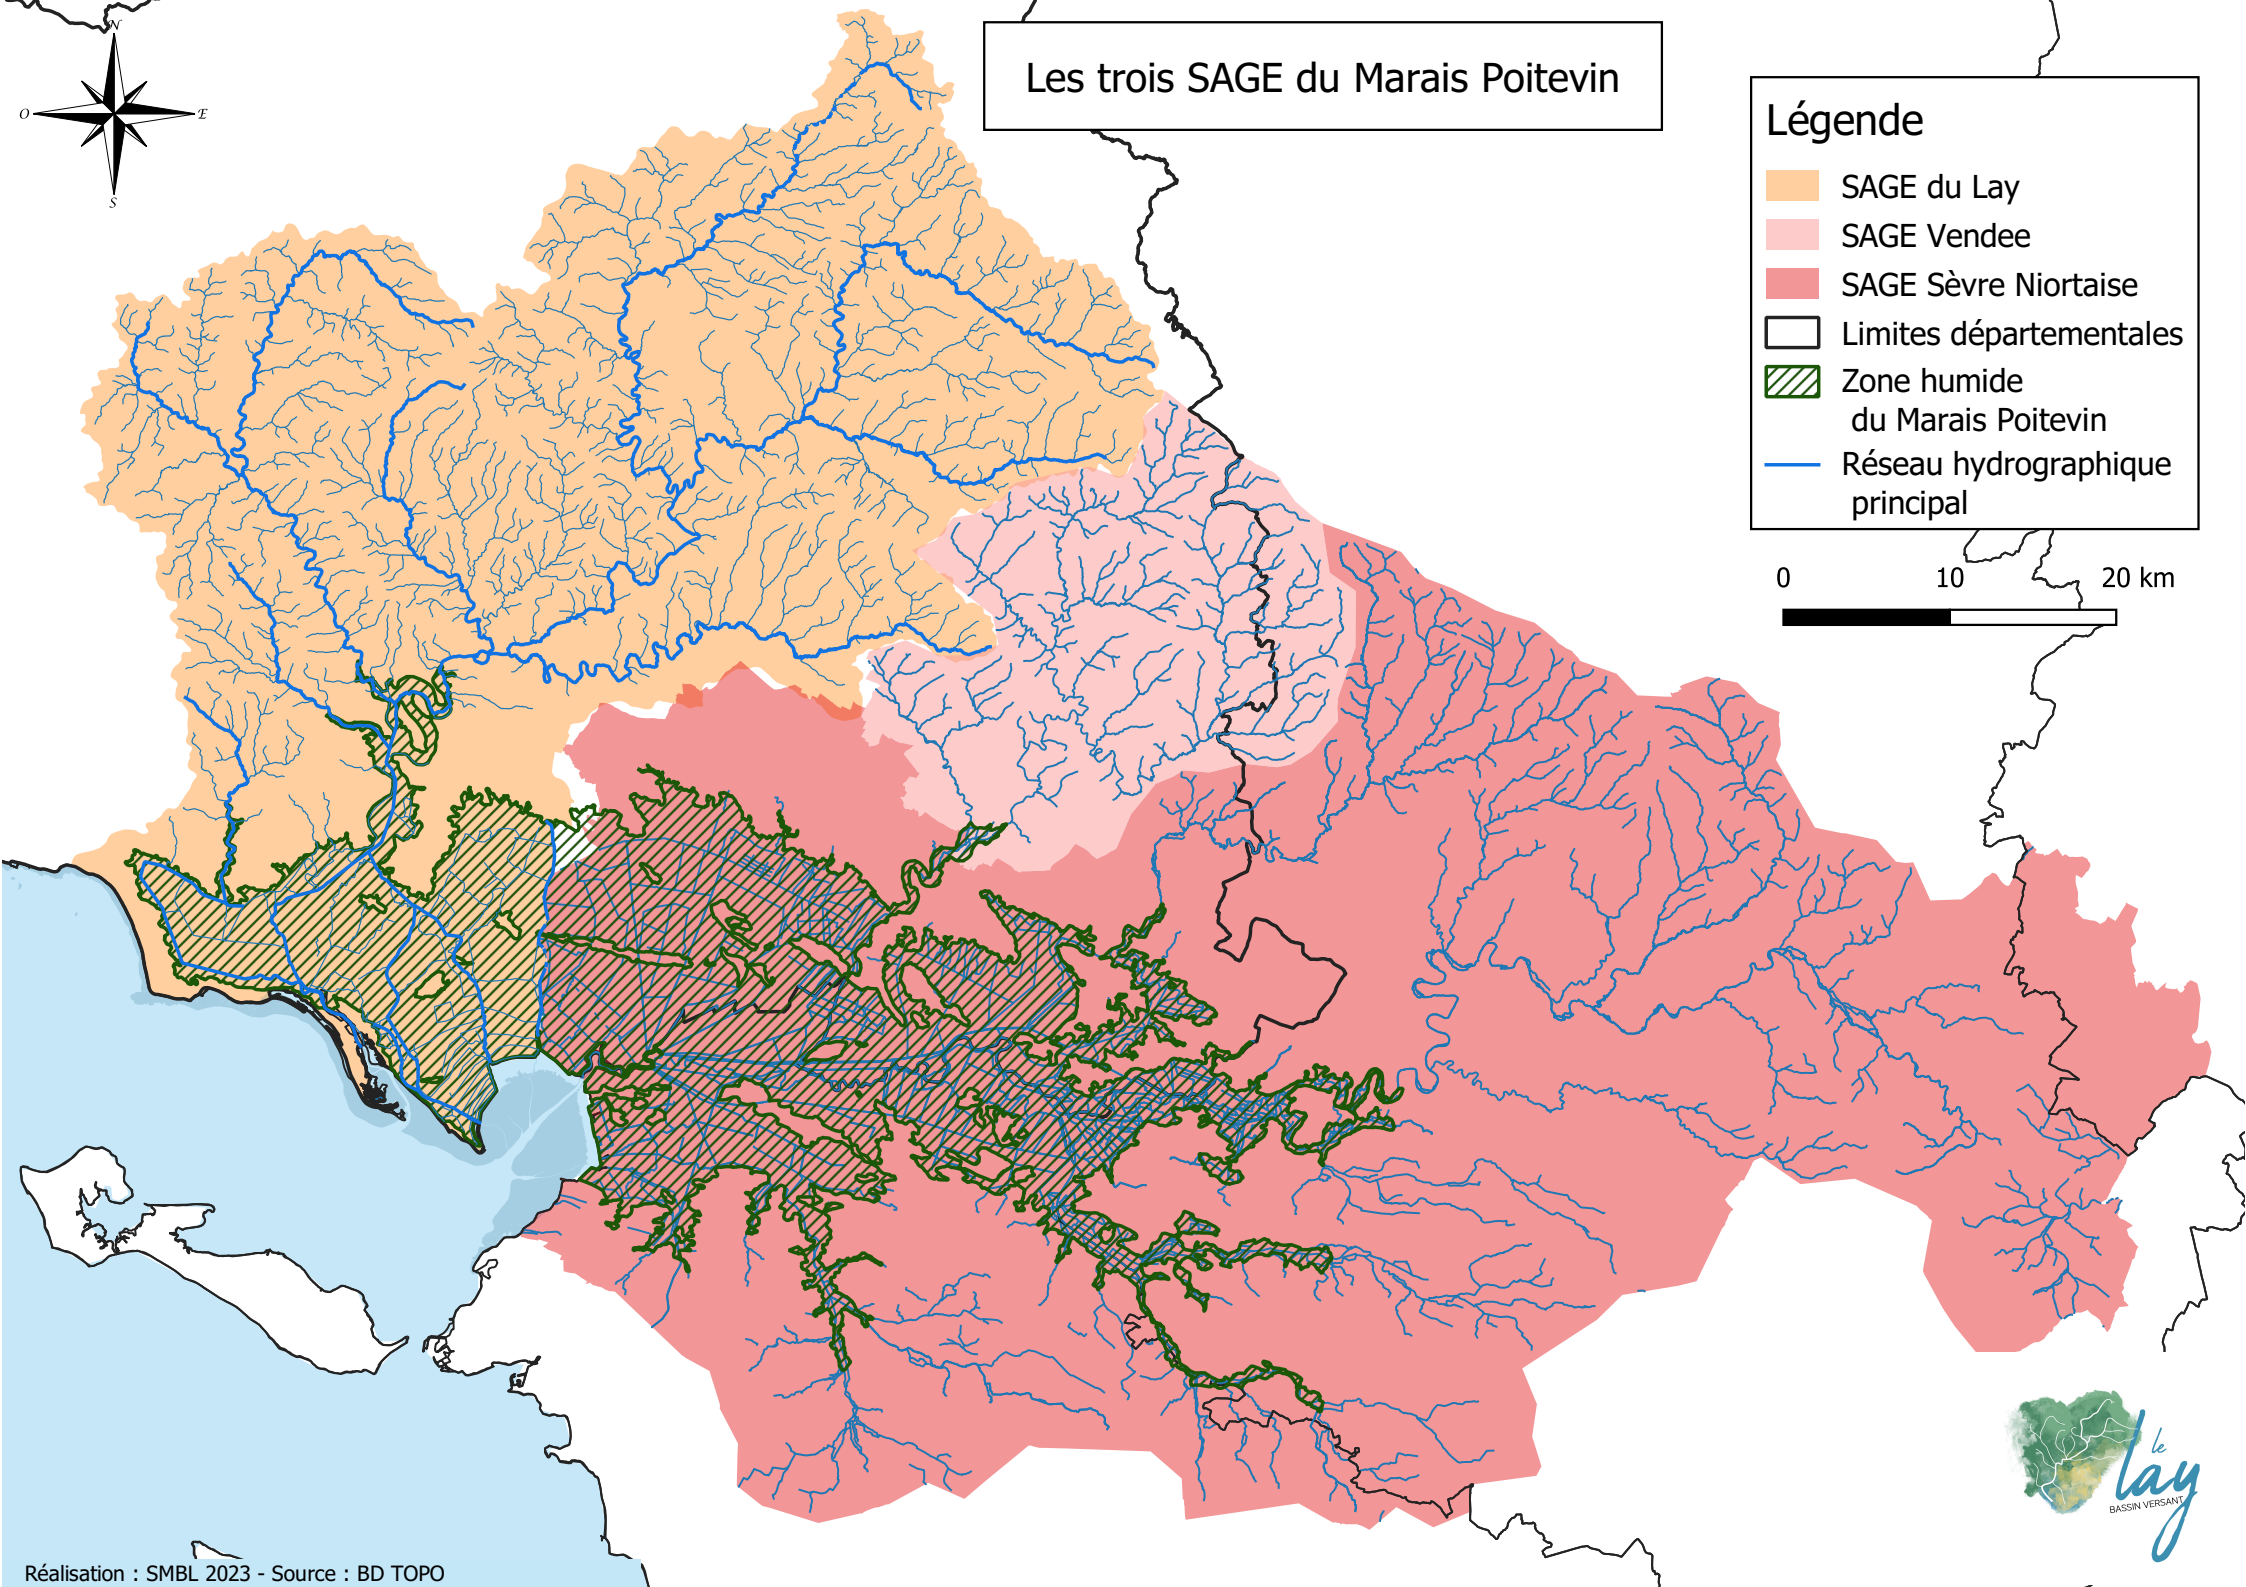 Les trois SAGE du Marais Poitevin
N
O
E
S
Légende
SAGE du Lay
SAGE Vendee
SAGE Sèvre Niortaise
Limites départementales
Zone humide
du Marais Poitevin
Réseau hydrographique
principal
0 10 20 km
le
lay
BASSIN VERSANT
Réalisation : SMBL 2023 - Source : BD TOPO